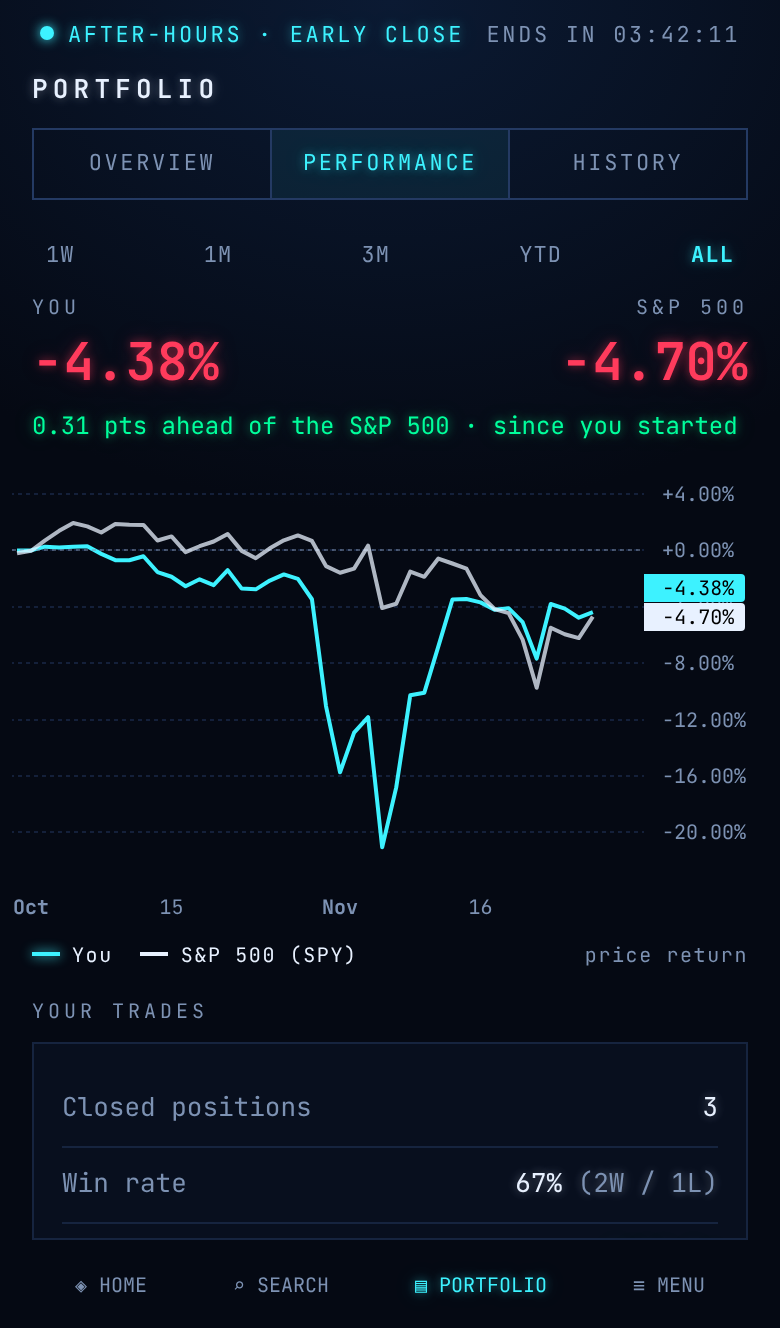 AFTER-HOURS · EARLY CLOSE ENDS IN 03:42:11
PORTFOLIO
OVERVIEW PERFORMANCE HISTORY
1W 1M 3M YTD ALL
YOU S&P 500
-4.38% -4.70%
0.31 pts ahead of the S&P 500 · since you started
+4.00%
+0.00%
-4.38%
-4.70%
-8.00%
-12.00%
-16.00%
-20.00%
Oct 15 Nov 16
You S&P 500 (SPY) price return
YOUR TRADES
Closed positions 3
Win rate 67% (2W / 1L)
HOME SEARCH PORTFOLIO MENU